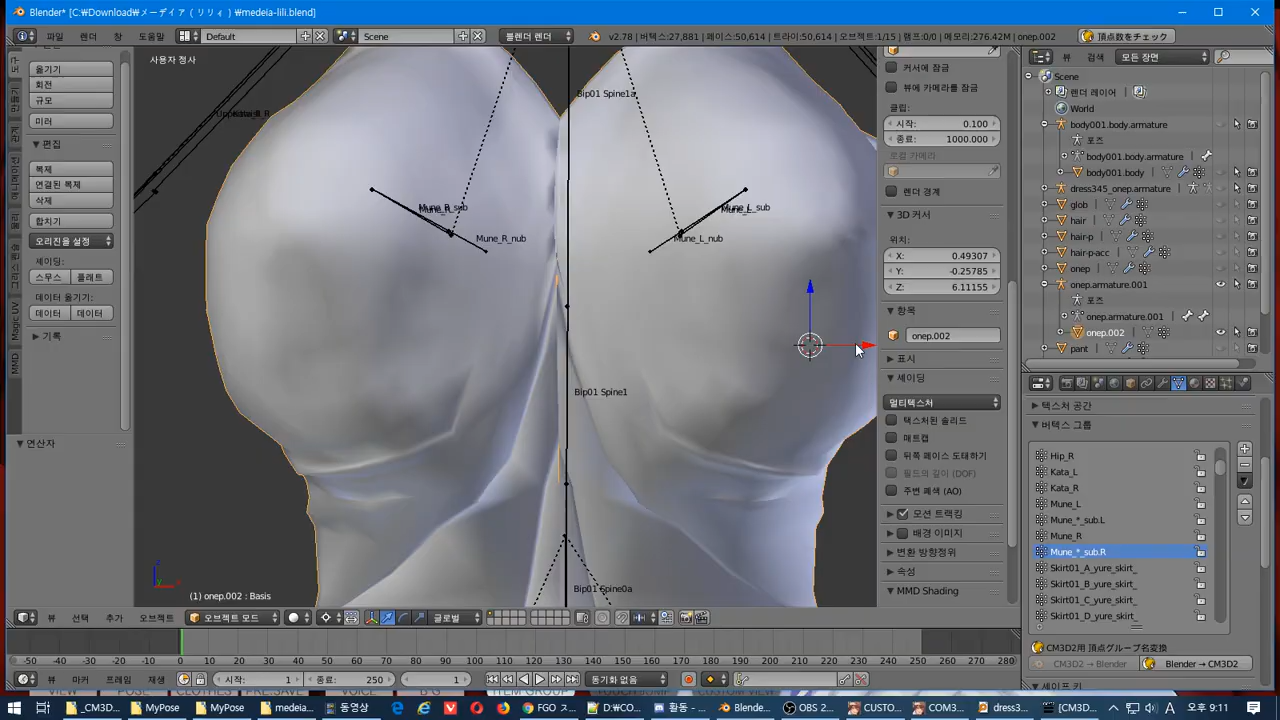 Blender* [C:₩Download₩メーデイア（リリィ）₩medeia-lili.blend]
파일 렌더 창 도움말 Default Scene 블렌더 렌더 v2.78 | 버텍스:27,881 | 페이스:50,614 | 트라이:50,614 | 오브젝트:1/15 | 램프:0/0 | 메모리:276.42M | onep.002 頂点数をチェック
옮기기
회전
규모
미러
편집
복제
연결된 복제
삭제
합치기
오리진을 설정
셰이딩:
스무스 플래트
데이터 옮기기:
데이터 데이터
기록
Magic UV
MMD
연산자
사용자 정사
Bip01 Spine1a
Mune_R_sub
Mune_R_nub
Mune_L_sub
Mune_L_nub
Bip01 Spine1
Bip01 Spine0a
(1) onep.002 : Basis
커서에 잠금
뷰에 카메라를 잠금
클립:
시작: 0.100
종료: 1000.000
로컬 카메라
렌더 경계
3D 커서
위치:
X: 0.49307
Y: -0.25785
Z: 6.11155
항목
onep.002
표시
셰이딩
멀티텍스처
텍스처된 솔리드
매트캡
뒤쪽 페이스 도태하기
필드의 깊이 (DOF)
주변 폐색 (AO)
모션 트랙킹
배경 이미지
변환 방향정위
속성
MMD Shading
뷰 검색 모든 장면
Scene
렌더 레이어
World
body001.body.armature
포즈
body001.body.armature
body001.body
dress345_onep.armature
glob
hair
hair-p
hair-p-acc
onep
onep.armature.001
포즈
onep.armature.001
onep.002
pant
텍스처 공간
버텍스 그룹
Hip_R
Kata_L
Kata_R
Mune_L
Mune_*_sub.L
Mune_R
Mune_*_sub.R
Skirt01_A_yure_skirt_
Skirt01_B_yure_skirt_
Skirt01_C_yure_skirt_
Skirt01_D_yure_skirt_
CM3D2用 頂点グループ名変換
CM3D2 → Blender Blender → CM3D2
셰이프 키
뷰 선택 추가 오브젝트 오브젝트 모드 글로벌
-50 -40 -30 -20 -10 0 10 20 30 40 50 60 70 80 90 100 110 120 130 140 150 160 170 180 190 200 210 220 230 240 250 260 270 280
뷰 마커 프레임 재생 시작: 1 종료: 250 1 동기화 없음
_CM3D... MyPose MyPose medeia... 동영상 FGO ス... D:₩CO... 활동 - ... Blende... OBS 2... CUSTO... COM3... dress3... [CM3D... A 오후 9:11